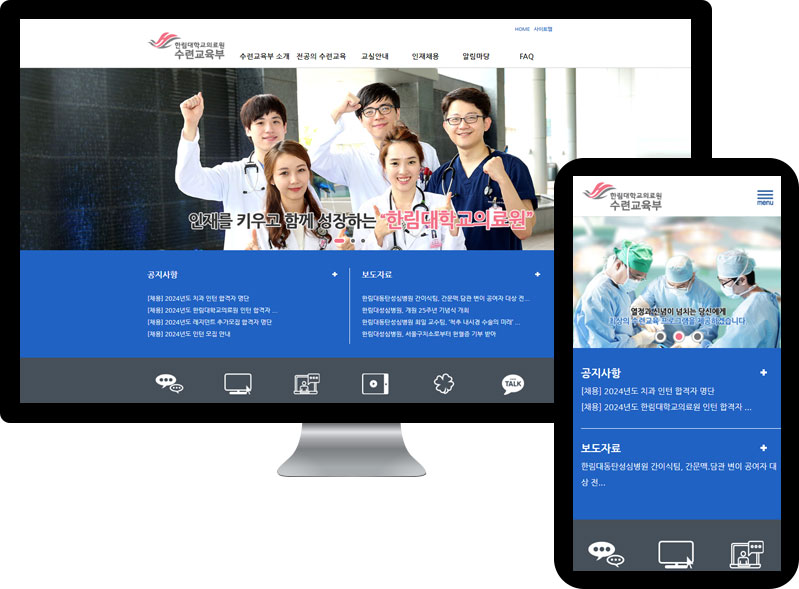 HOME 사이트맵
한림대학교의료원
수련교육부
수련교육부 소개 전공의 수련교육 교실안내 인재채용 알림마당 FAQ
인재를 키우고 함께 성장하는 "한림대학교의료원"
공지사항 +
[채용] 2024년도 치과 인턴 합격자 명단
[채용] 2024년도 한림대학교의료원 인턴 합격자 ...
[채용] 2024년도 레지던트 추가모집 합격자 명단
[채용] 2024년도 인턴 모집 안내
보도자료 +
한림대동탄성심병원 간이식팀, 간문맥.담관 변이 공여자 대상 전...
한림대성심병원, 개원 25주년 기념식 개최
한림대동탄성심병원 최일 교수팀, '척추 내시경 수술의 미래' ...
한림대성심병원, 서울구치소로부터 헌혈증 기부 받아
TALK
한림대학교의료원
수련교육부
menu
열정과 신념이 넘치는 당신에게
최상의 수련교육 프로그램을 제공하겠습니다
공지사항 +
[채용] 2024년도 치과 인턴 합격자 명단
[채용] 2024년도 한림대학교의료원 인턴 합격자 ...
보도자료 +
한림대동탄성심병원 간이식팀, 간문맥.담관 변이 공여자 대
상 전...